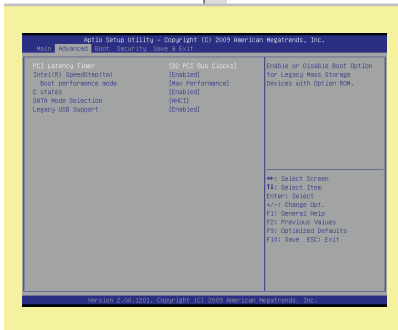 Aptio Setup Utility - Copyright (C) 2009 American Megatrends, Inc.
Main Advanced Boot Security Save & Exit
PCI Latency Timer [32 PCI Bus Clocks]
Intel(R) SpeedStep(tm) [Enabled]
Boot performance mode [Max Performance]
C states [Enabled]
SATA Mode Selection [AHCI]
Legacy USB Support [Enabled]
Enable or Disable Boot Option
for Legacy Mass Storage
Devices with Option ROM.
↔: Select Screen
↑↓: Select Item
Enter: Select
+/-: Change Opt.
F1: General Help
F2: Previous Values
F9: Optimized Defaults
F10: Save ESC: Exit
Version 2.00.1201. Copyright (C) 2009 American Megatrends, Inc.